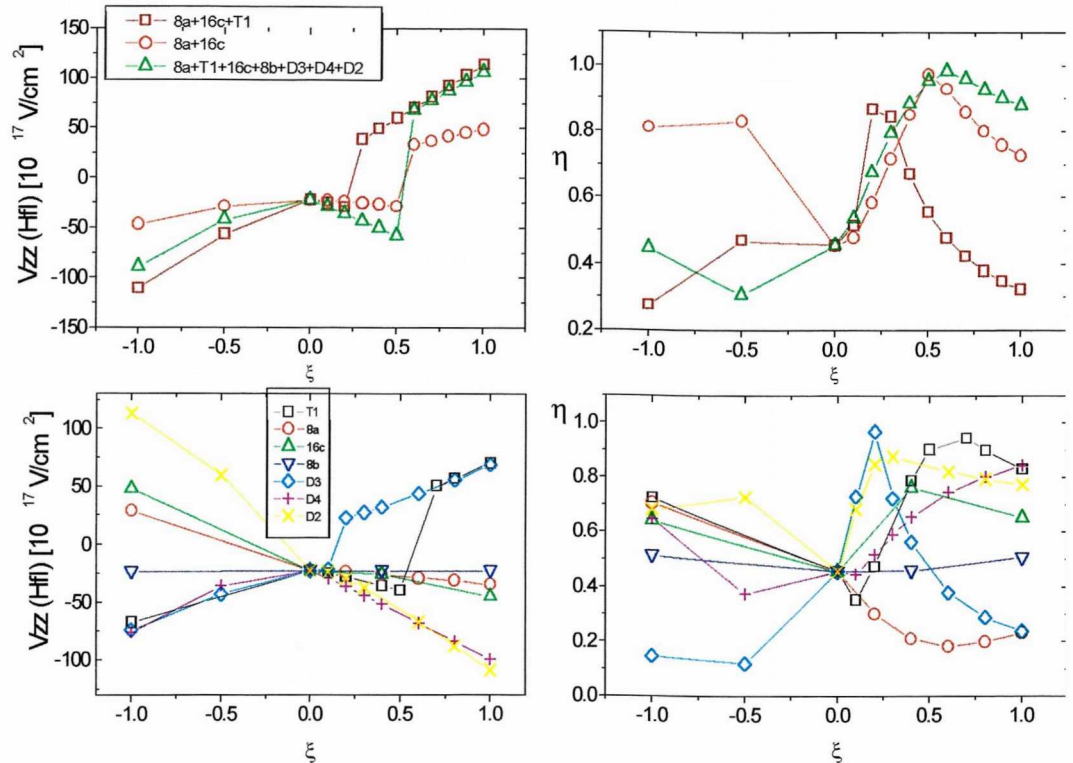 150
100
50
0
-50
-100
-150
Vzz (Hfl) [10 17 V/cm 2]
8a+16c+T1
8a+16c
8a+T1+16c+8b+D3+D4+D2
-1.0 -0.5 0.0 0.5 1.0
ξ
1.0
0.8
0.6
0.4
0.2
η
-1.0 -0.5 0.0 0.5 1.0
ξ
100
50
0
-50
-100
Vzz (Hfl) [10 17 V/cm 2]
T1
8a
16c
8b
D3
D4
D2
-1.0 -0.5 0.0 0.5 1.0
ξ
η
1.0
0.8
0.6
0.4
0.2
0.0
-1.0 -0.5 0.0 0.5 1.0
ξ